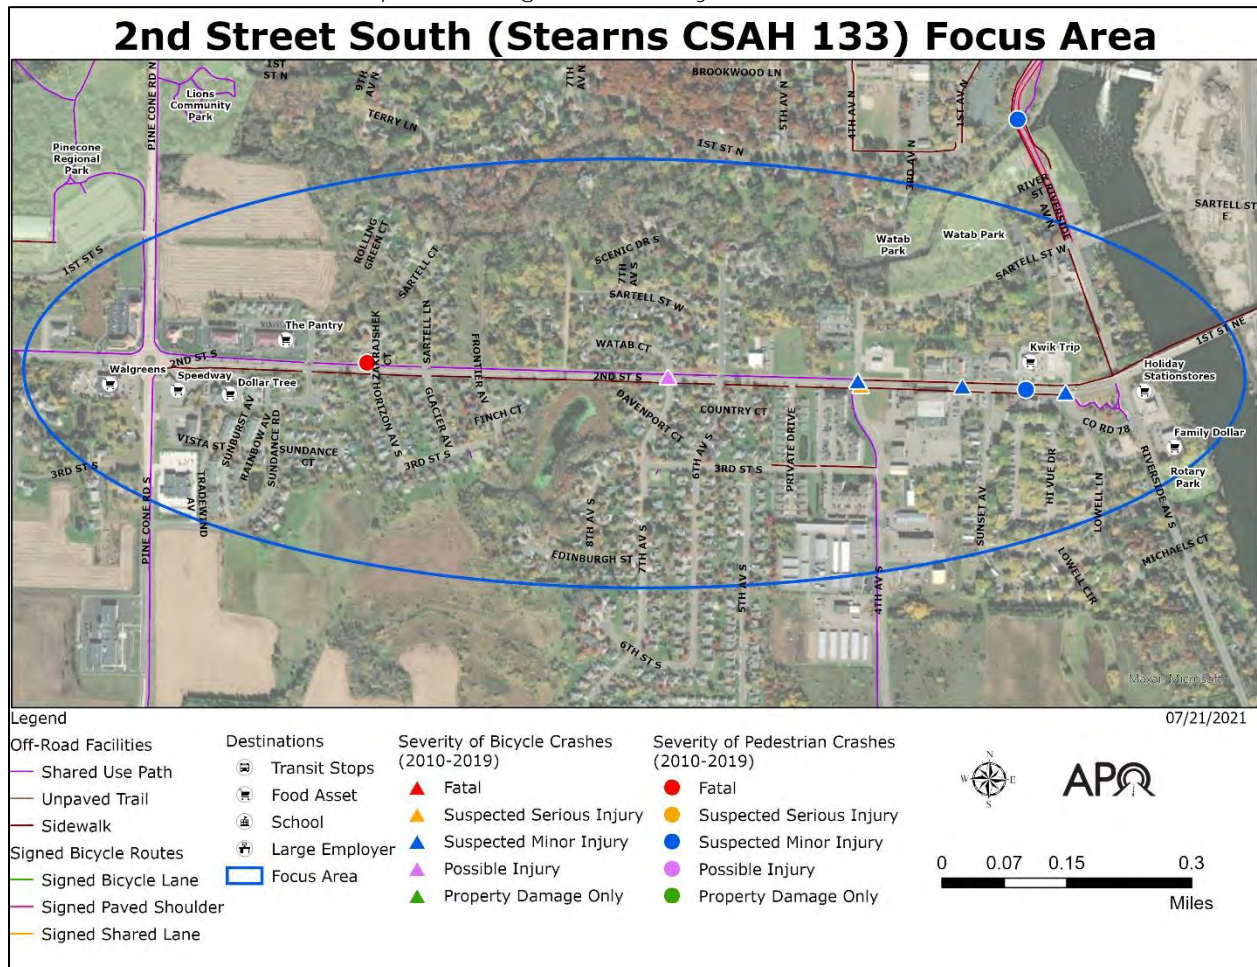 2nd Street South (Stearns CSAH 133) Focus Area
1ST
ST N
9TH
AV N
7TH
AV N
BROOKWOOD LN
5TH AV N
4TH AV N
1ST AV N
PINE CONE RD N
Lions
Community
Park
TERRY LN
Pinecone
Regional
Park
1ST ST N
3RD AV N
RIVER
ST
RIVERSIDE
AV N
SARTELL ST
E
ROLLING
GREEN CT
SARTELL CT
SCENIC DR S
7TH
AV S
Watab
Park
Watab Park
SARTELL ST W
1ST ST S
SARTELL ST W
The Pantry
WATAB CT
Kwik Trip
1ST ST NE
2ND ST S
ZAKRAJSHEK
CT
SARTELL LN
FRONTIER AV
2ND ST S
Walgreens
Speedway
Dollar Tree
Holiday
Stationstores
HORIZON AV S
GLACIER AV
FINCH CT
DAVENPORT CT
COUNTRY CT
PRIVATE DRIVE
CO RD 78
VISTA ST
SUNBURST AV
RAINBOW AV
SUNDANCE RD
SUNDANCE
CT
3RD ST S
6TH AV S
3RD ST S
Family Dollar
3RD ST S
TRADEWIND
AV
Rotary
Park
PINE CONE RD S
8TH AV S
7TH AV S
EDINBURGH ST
5TH AV S
4TH AV S
SUNSET AV
HI VUE DR
LOWELL LN
RIVERSIDE AV S
MICHAELS CT
LOWELL CIR
6TH ST S
Maxar, Microsoft
07/21/2021
Legend
Off-Road Facilities
Shared Use Path
Unpaved Trail
Sidewalk
Signed Bicycle Routes
Signed Bicycle Lane
Signed Paved Shoulder
Signed Shared Lane
Destinations
Transit Stops
Food Asset
School
Large Employer
Focus Area
Severity of Bicycle Crashes
(2010-2019)
Fatal
Suspected Serious Injury
Suspected Minor Injury
Possible Injury
Property Damage Only
Severity of Pedestrian Crashes
(2010-2019)
Fatal
Suspected Serious Injury
Suspected Minor Injury
Possible Injury
Property Damage Only
N
W E
S
APO
0 0.07 0.15 0.3
Miles